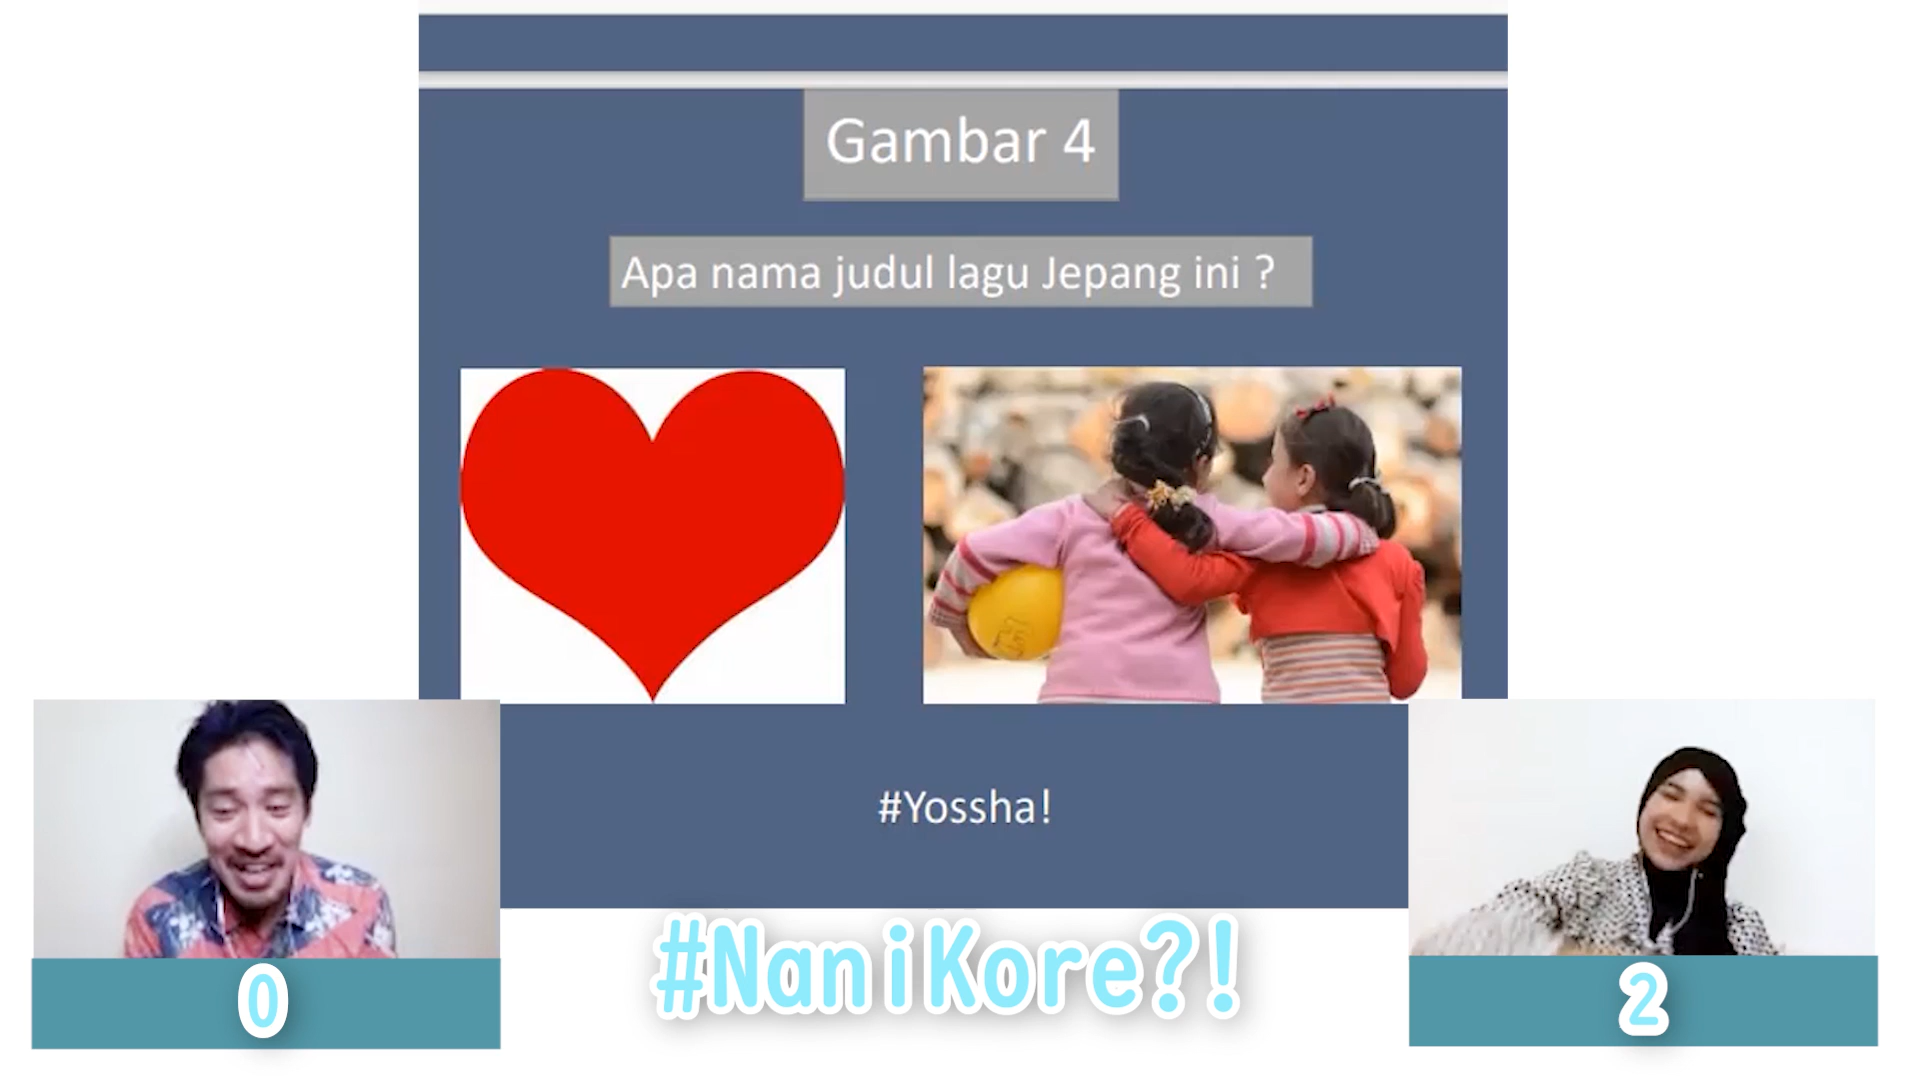 Gambar 4
Apa nama judul lagu Jepang ini ?
#Yossha!
#NaniKore?!
0
2